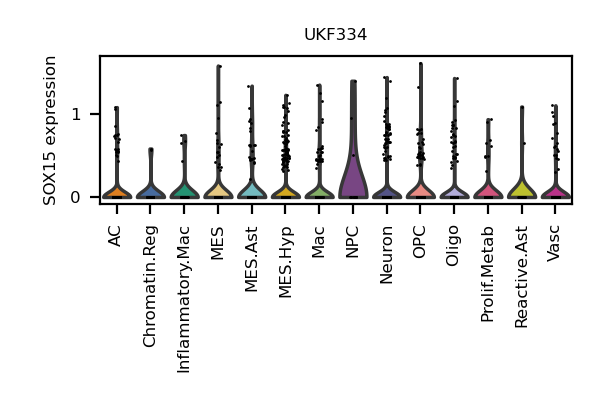 UKF334
SOX15 expression
1
0
AC
Chromatin.Reg
Inflammatory.Mac
MES
MES.Ast
MES.Hyp
Mac
NPC
Neuron
OPC
Oligo
Prolif.Metab
Reactive.Ast
Vasc